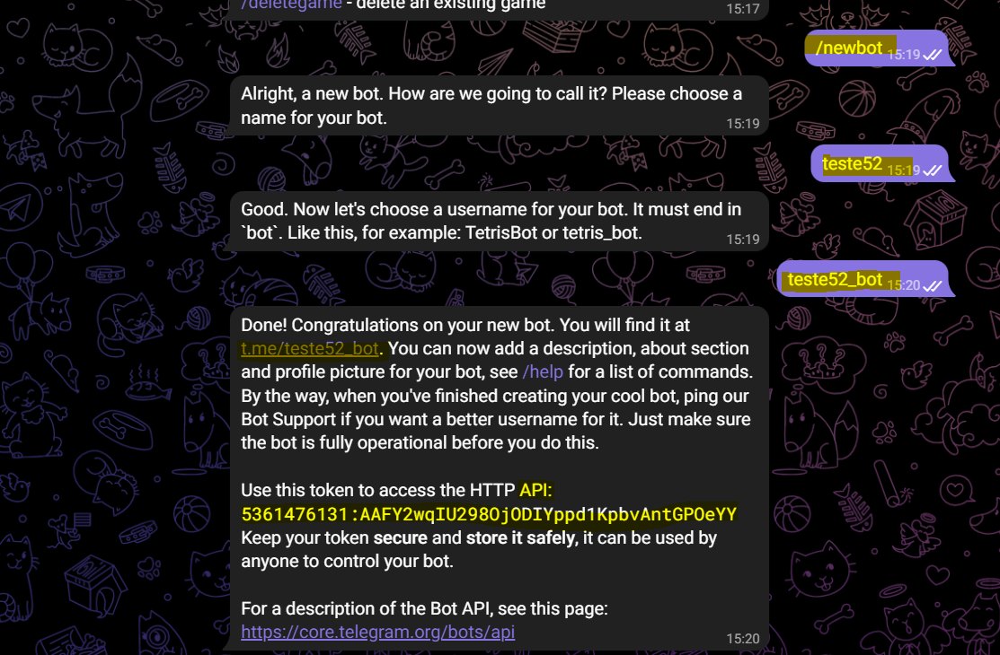 /deletegame - delete an existing game
15:17
/newbot 15:19
Alright, a new bot. How are we going to call it? Please choose a
name for your bot.
15:19
teste52 15:19
Good. Now let's choose a username for your bot. It must end in
`bot`. Like this, for example: TetrisBot or tetris_bot.
15:19
teste52_bot 15:20
Done! Congratulations on your new bot. You will find it at
t.me/teste52_bot. You can now add a description, about section
and profile picture for your bot, see /help for a list of commands.
By the way, when you've finished creating your cool bot, ping our
Bot Support if you want a better username for it. Just make sure
the bot is fully operational before you do this.
Use this token to access the HTTP API:
5361476131:AAFY2wqIU298OjODIYppd1KpbvAntGPOeYY
Keep your token secure and store it safely, it can be used by
anyone to control your bot.
For a description of the Bot API, see this page:
https://core.telegram.org/bots/api
15:20